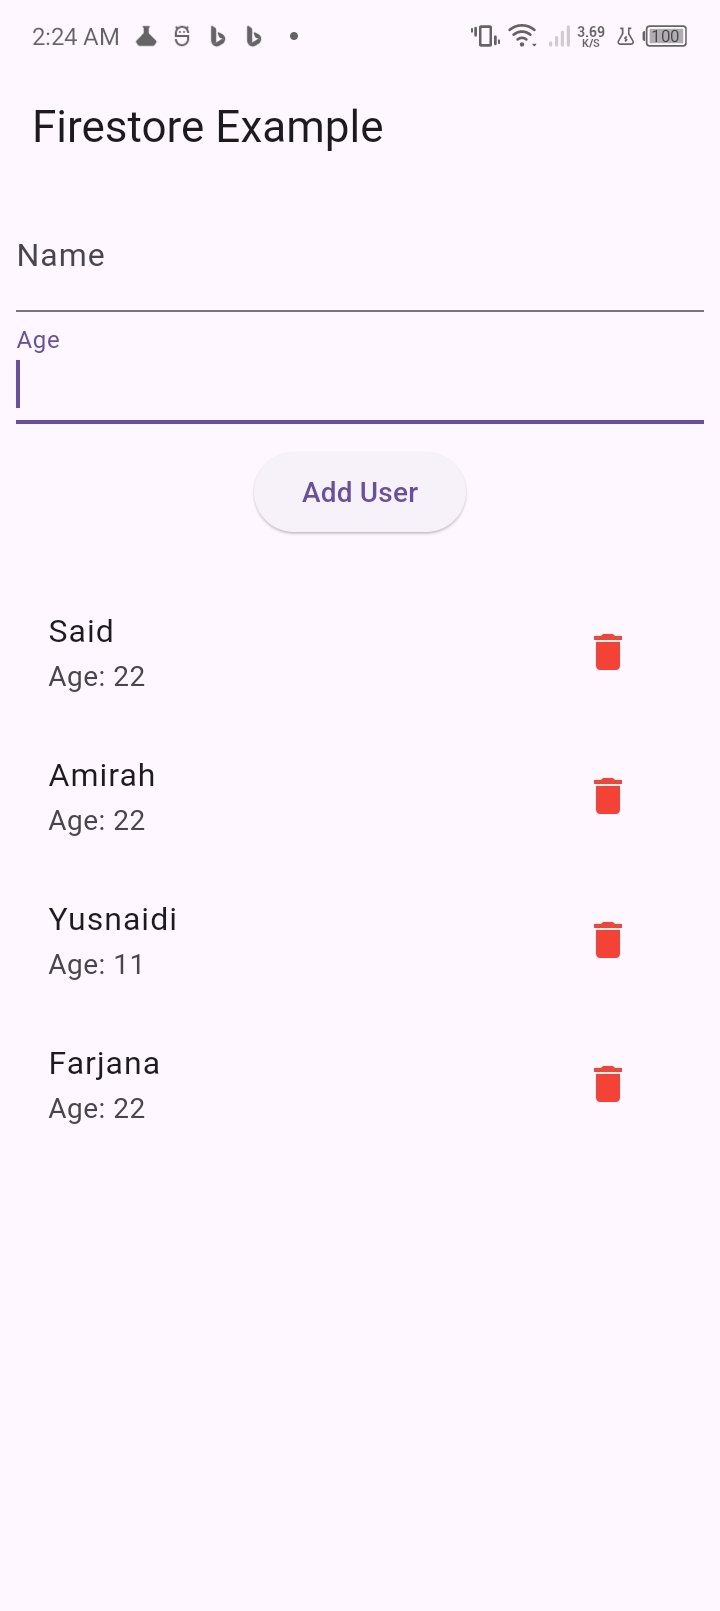 2:24 AM
3.69
K/S
100
Firestore Example
Name
Age
Add User
Said
Age: 22
Amirah
Age: 22
Yusnaidi
Age: 11
Farjana
Age: 22